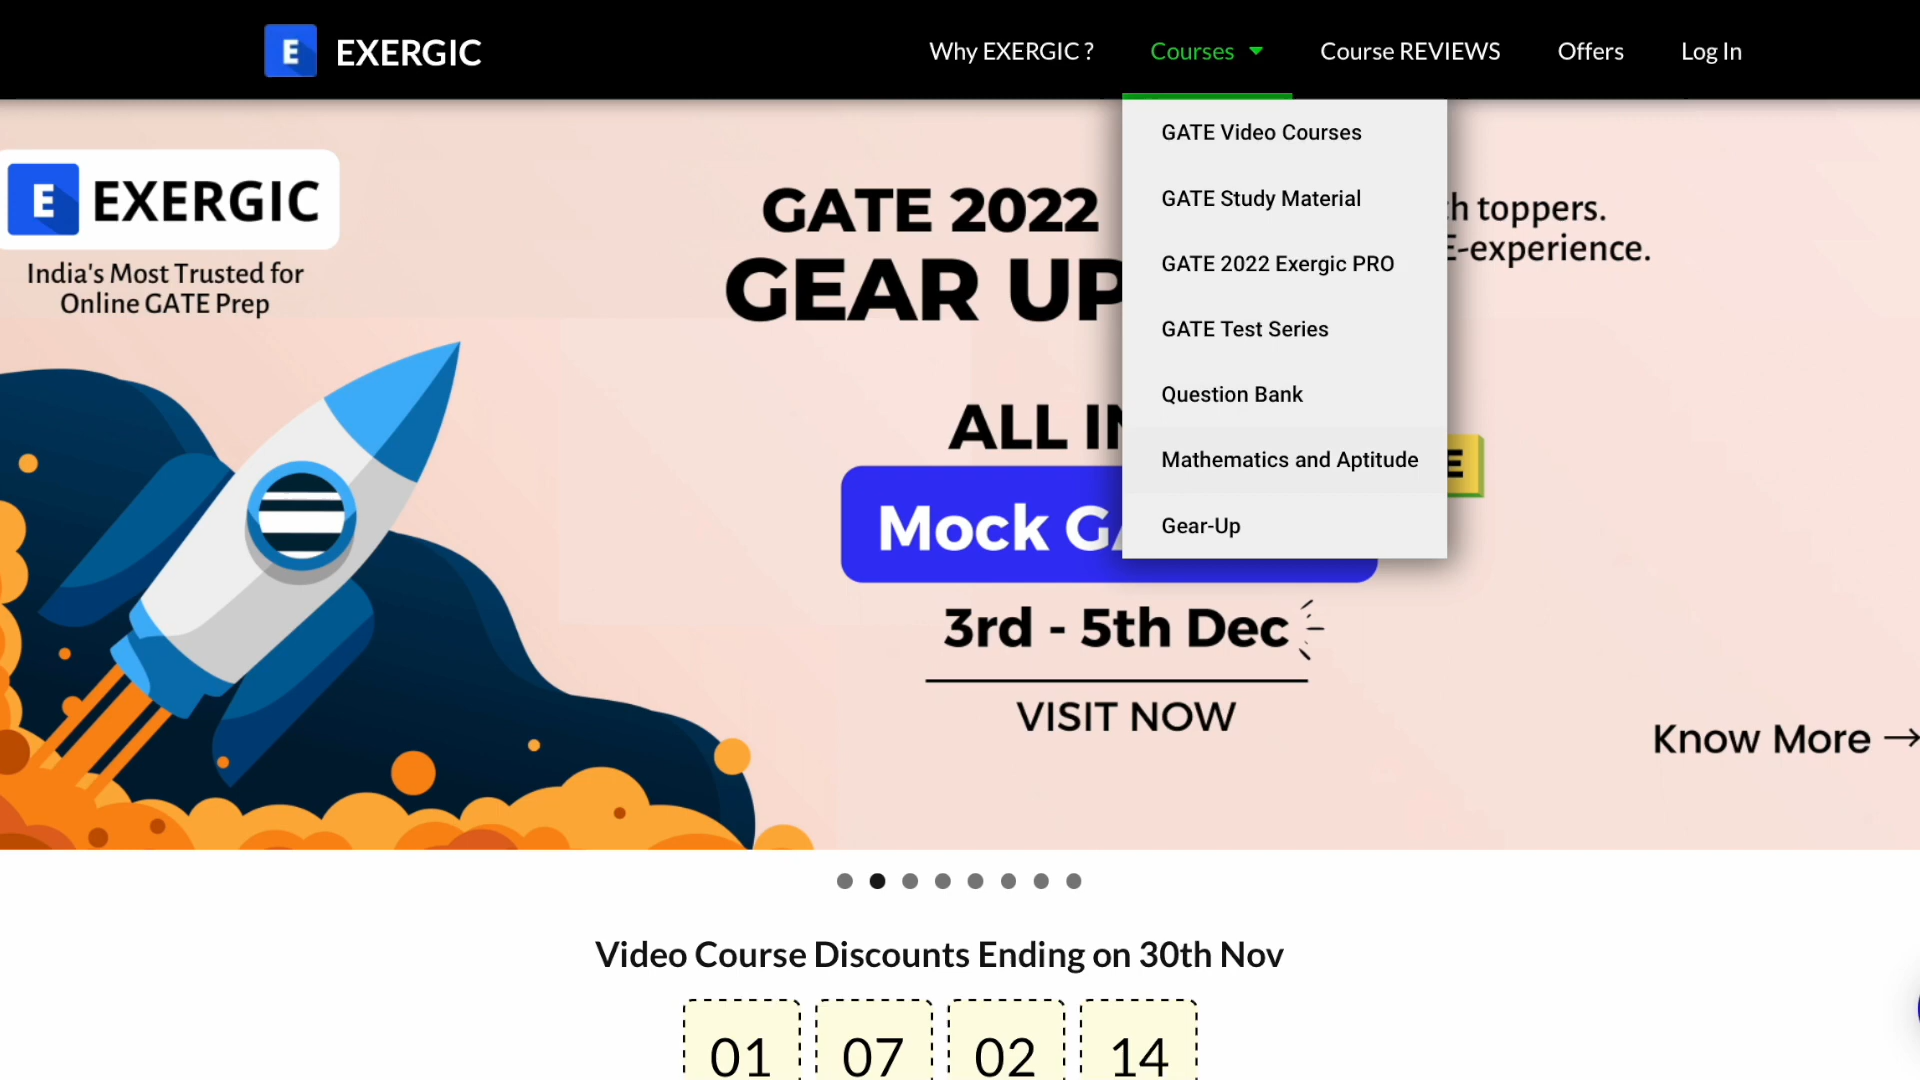 E EXERGIC
Why EXERGIC ?
Courses
Course REVIEWS
Offers
Log In
GATE Video Courses
GATE Study Material
GATE 2022 Exergic PRO
GATE Test Series
Question Bank
Mathematics and Aptitude
Gear-Up
E EXERGIC
India's Most Trusted for
Online GATE Prep
GATE 2022
GEAR UP
toppers.
E-experience.
ALL
Mock
3rd - 5th Dec
VISIT NOW
Know More →
Video Course Discounts Ending on 30th Nov
01 07 02 14